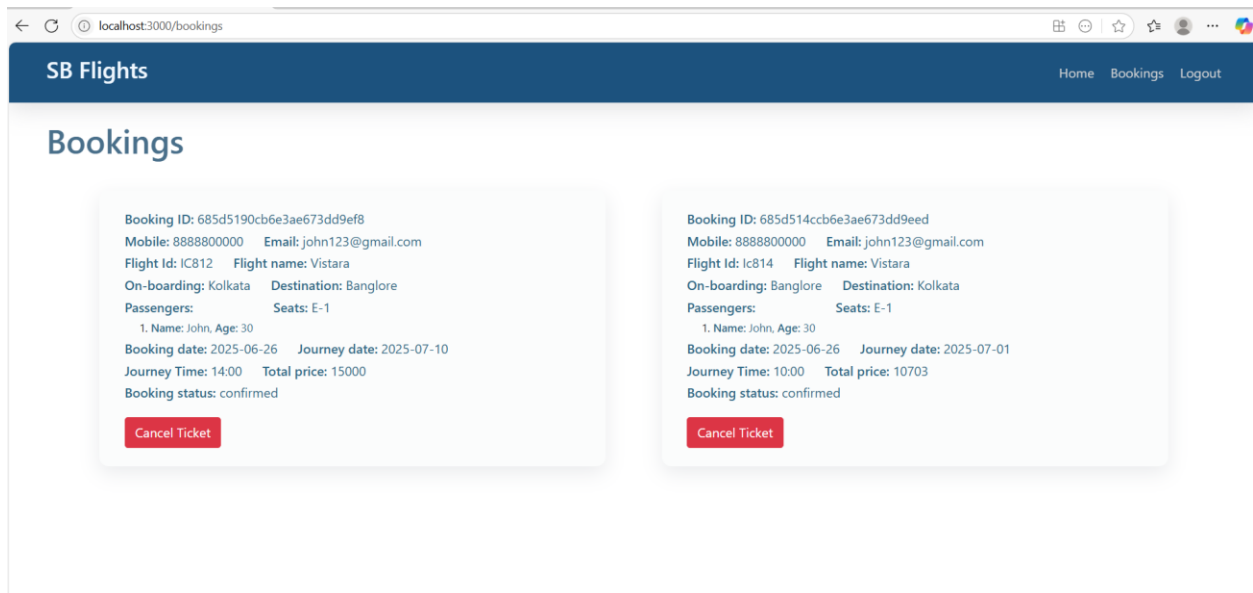 localhost:3000/bookings
SB Flights
Home Bookings Logout
Bookings
Booking ID: 685d5190cb6e3ae673dd9ef8
Mobile: 8888800000 Email: john123@gmail.com
Flight Id: IC812 Flight name: Vistara
On-boarding: Kolkata Destination: Banglore
Passengers: Seats: E-1
1. Name: John, Age: 30
Booking date: 2025-06-26 Journey date: 2025-07-10
Journey Time: 14:00 Total price: 15000
Booking status: confirmed
Cancel Ticket
Booking ID: 685d514ccb6e3ae673dd9eed
Mobile: 8888800000 Email: john123@gmail.com
Flight Id: Ic814 Flight name: Vistara
On-boarding: Banglore Destination: Kolkata
Passengers: Seats: E-1
1. Name: John, Age: 30
Booking date: 2025-06-26 Journey date: 2025-07-01
Journey Time: 10:00 Total price: 10703
Booking status: confirmed
Cancel Ticket